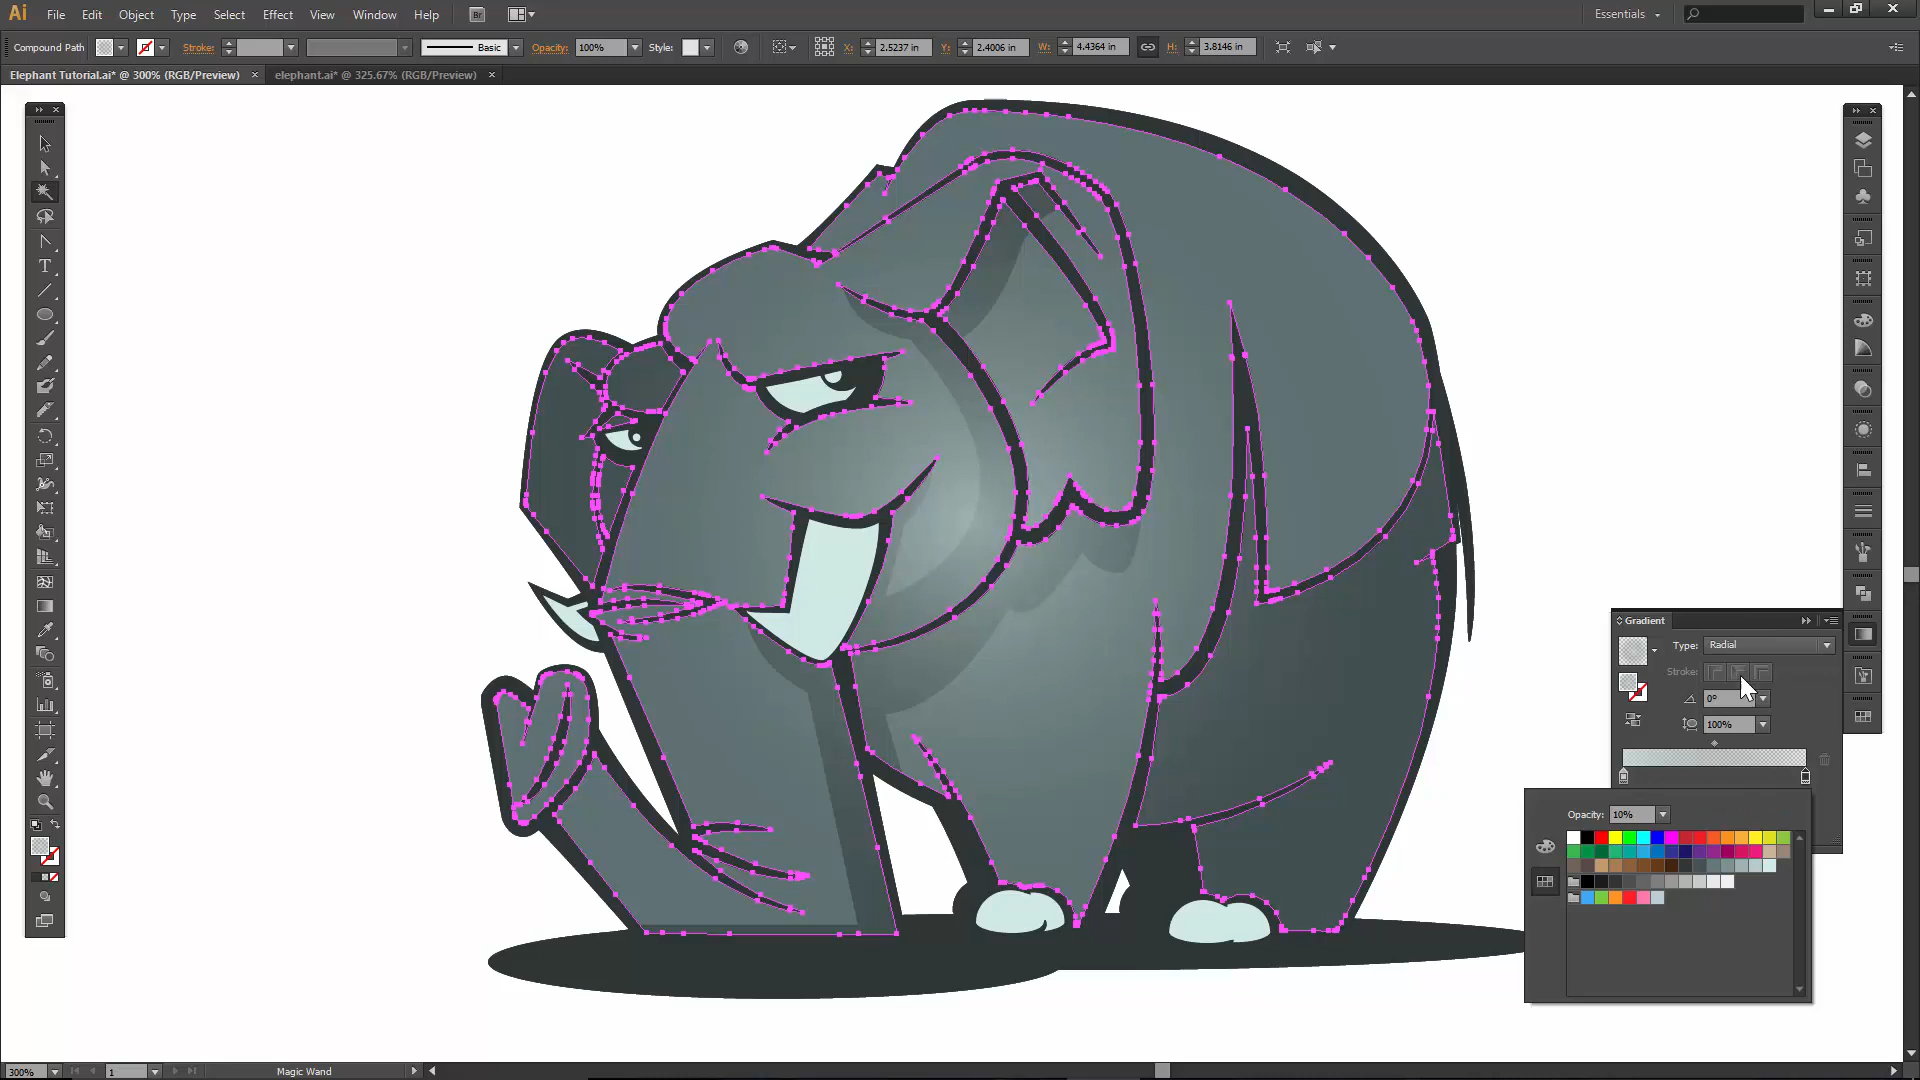 Ai File Edit Object Type Select Effect View Window Help Br Essentials
Compound Path Stroke: Basic Opacity: 100% Style: X: 2.5237 in Y: 2.4006 in W: 4.4364 in H: 3.8146 in
Elephant Tutorial.ai* @ 300% (RGB/Preview) × elephant.ai* @ 325.67% (RGB/Preview) ×
Gradient
Type: Radial
Stroke:
0°
100%
Opacity: 10%
300% 1 Magic Wand